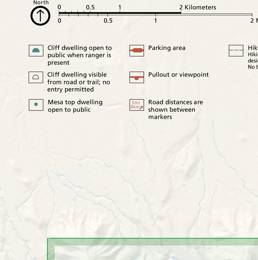 North
0 0.5 1 2 Kilometers
0 0.5 1 2 M
Cliff dwelling open to
public when ranger is
present
Cliff dwelling visible
from road or trail; no
entry permitted
Mesa top dwelling
open to public
Parking area
Pullout or viewpoint
Road distances are
shown between
markers
Hik